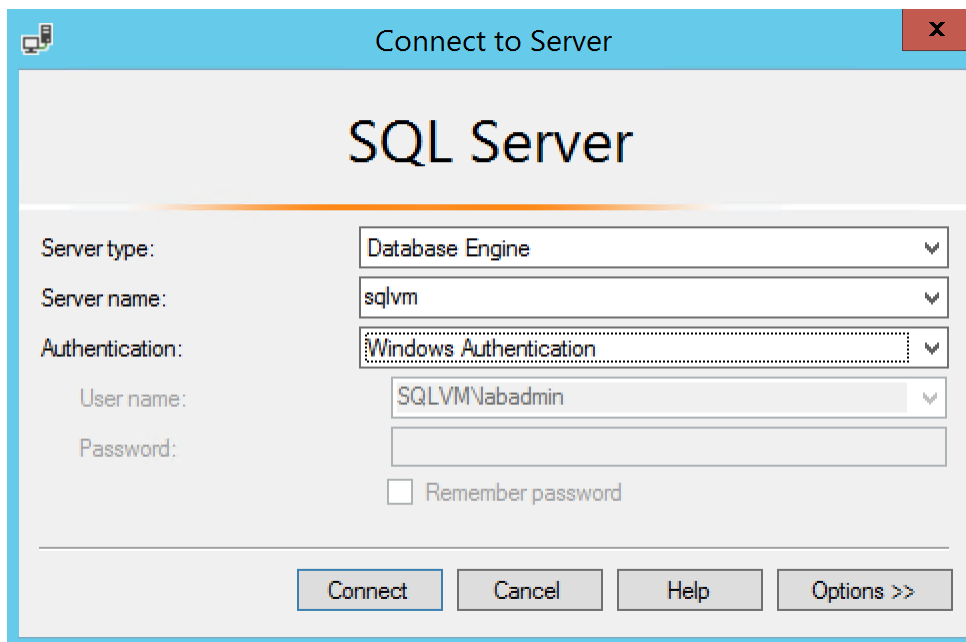 Connect to Server
x
SQL Server
Server type: Database Engine
Server name: sqlvm
Authentication: Windows Authentication
User name: SQLVM\abadmin
Password:
Remember password
Connect Cancel Help Options >>